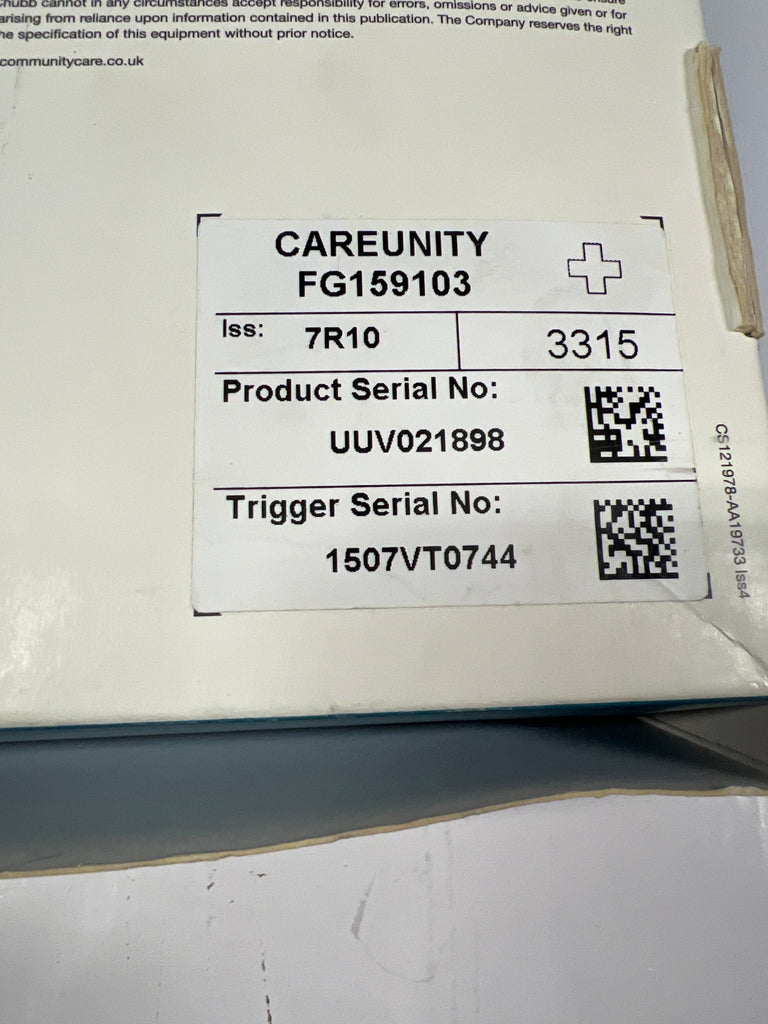 cannot in any circumstances accept responsibility for errors, omissions or advice given or for
arising from reliance upon information contained in this publication. The Company reserves the right
he specification of this equipment without prior notice.
communitycare.co.uk
CAREUNITY
FG159103
Iss: 7R10 3315
Product Serial No:
UUV021898
Trigger Serial No:
1507VT0744
CS121978-AA19733 Iss4